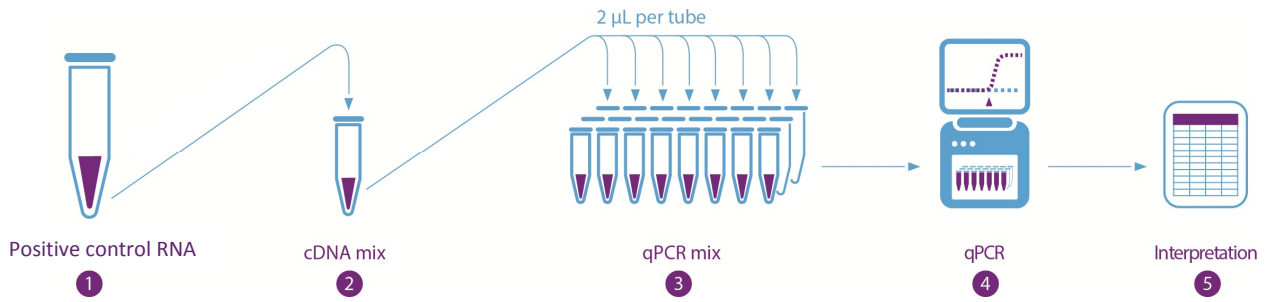 2 µL per tube
Positive control RNA
cDNA mix
qPCR mix
qPCR
Interpretation
1
2
3
4
5